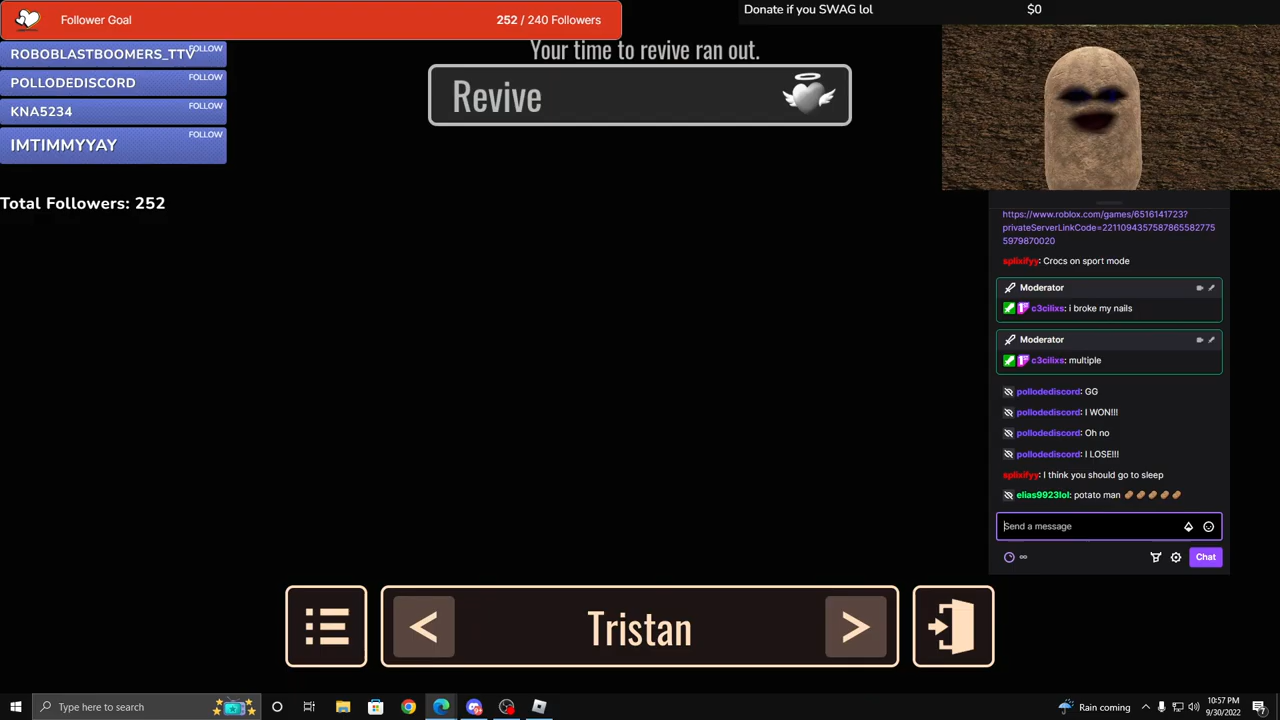 Follower Goal
252 / 240 Followers
Donate if you SWAG lol
$0
ROBOBLASTBOOMERS_TTV
FOLLOW
POLLODEDISCORD
FOLLOW
KNA5234
FOLLOW
IMTIMMYYAY
FOLLOW
Total Followers: 252
Your time to revive ran out.
Revive
https://www.roblox.com/games/6516141723?
privateServerLinkCode=2211094357587865582775
5979870020
splixifyy: Crocs on sport mode
Moderator
c3cilixs: i broke my nails
Moderator
c3cilixs: multiple
pollodediscord: GG
pollodediscord: I WON!!!
pollodediscord: Oh no
pollodediscord: I LOSE!!!
splixifyy: I think you should go to sleep
elias9923lol: potato man 🥔🥔🥔🥔🥔
Send a message
∞
Chat
< Tristan >
Type here to search
Rain coming
10:57 PM
9/30/2022
7